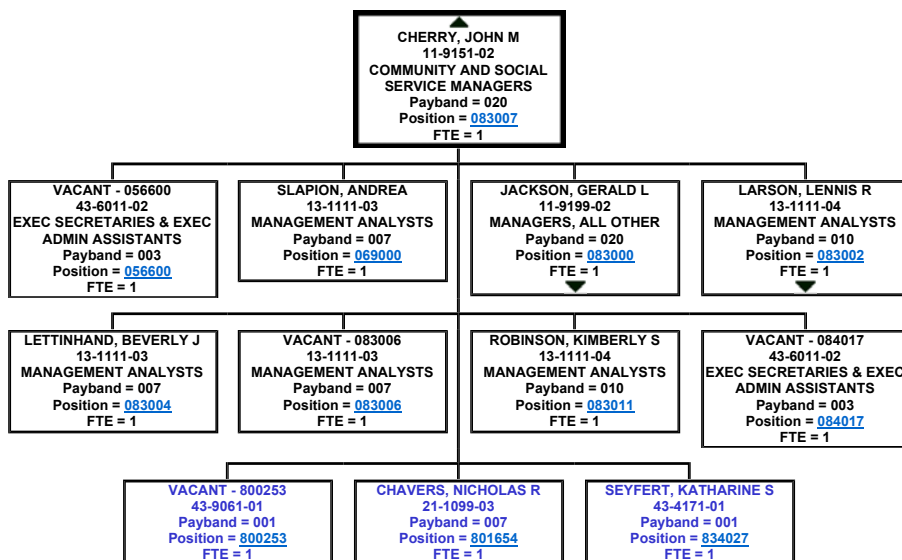 CHERRY, JOHN M
11-9151-02
COMMUNITY AND SOCIAL
SERVICE MANAGERS
Payband = 020
Position = 083007
FTE = 1
VACANT - 056600
43-6011-02
EXEC SECRETARIES & EXEC
ADMIN ASSISTANTS
Payband = 003
Position = 056600
FTE = 1
SLAPION, ANDREA
13-1111-03
MANAGEMENT ANALYSTS
Payband = 007
Position = 069000
FTE = 1
JACKSON, GERALD L
11-9199-02
MANAGERS, ALL OTHER
Payband = 020
Position = 083000
FTE = 1
LARSON, LENNIS R
13-1111-04
MANAGEMENT ANALYSTS
Payband = 010
Position = 083002
FTE = 1
LETTINHAND, BEVERLY J
13-1111-03
MANAGEMENT ANALYSTS
Payband = 007
Position = 083004
FTE = 1
VACANT - 083006
13-1111-03
MANAGEMENT ANALYSTS
Payband = 007
Position = 083006
FTE = 1
ROBINSON, KIMBERLY S
13-1111-04
MANAGEMENT ANALYSTS
Payband = 010
Position = 083011
FTE = 1
VACANT - 084017
43-6011-02
EXEC SECRETARIES & EXEC
ADMIN ASSISTANTS
Payband = 003
Position = 084017
FTE = 1
VACANT - 800253
43-9061-01
Payband = 001
Position = 800253
FTE = 1
CHAVERS, NICHOLAS R
21-1099-03
Payband = 007
Position = 801654
FTE = 1
SEYFERT, KATHARINE S
43-4171-01
Payband = 001
Position = 834027
FTE = 1